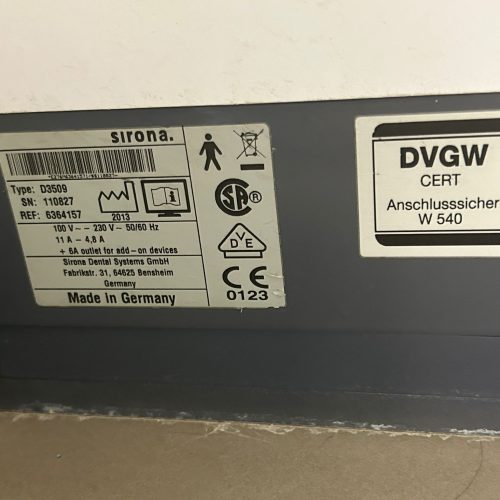 sirona.
Type: D3509
SN: 110827
REF: 6364157
2013
100 V ~ – 230 V ~ 50/60 Hz
11 A – 4,8 A
+ 6A outlet for add-on devices
Sirona Dental Systems GmbH
Fabrikstr. 31, 64625 Bensheim
Germany
Made in Germany
SA
DVE
CE
0123
DVGW
CERT
Anschlusssicher
W 540